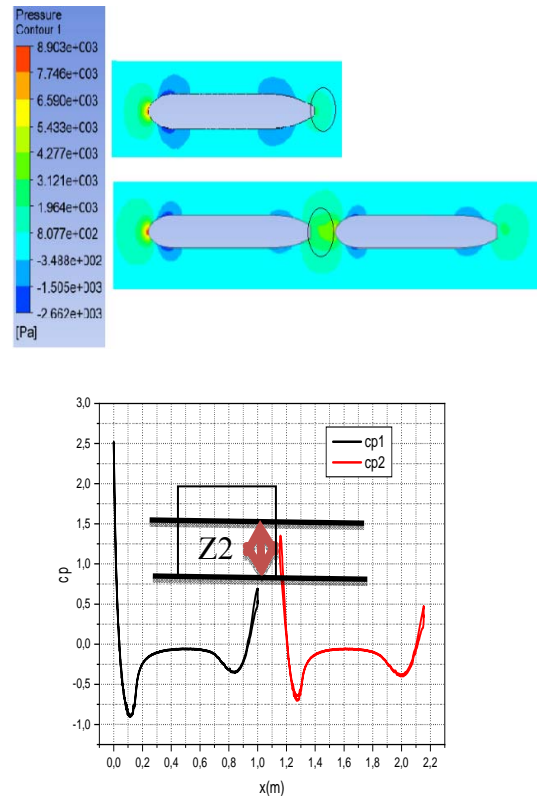 Pressure
Contour 1
8.903e+003
7.746e+003
6.590e+003
5.433e+003
4.277e+003
3.121e+003
1.964e+003
8.077e+002
-3.488e+002
-1.505e+003
-2.662e+003
[Pa]
3,0
2,5
2,0
1,5
1,0
0,5
0,0
-0,5
-1,0
cp
cp1
cp2
Z2
0,0 0,2 0,4 0,6 0,8 1,0 1,2 1,4 1,6 1,8 2,0 2,2
x(m)